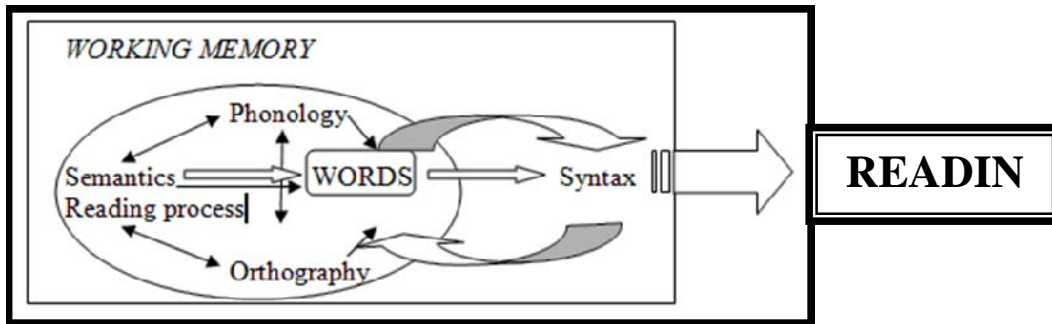 WORKING MEMORY
Phonology
Semantics
WORDS
Syntax
READIN
Reading process
Orthography